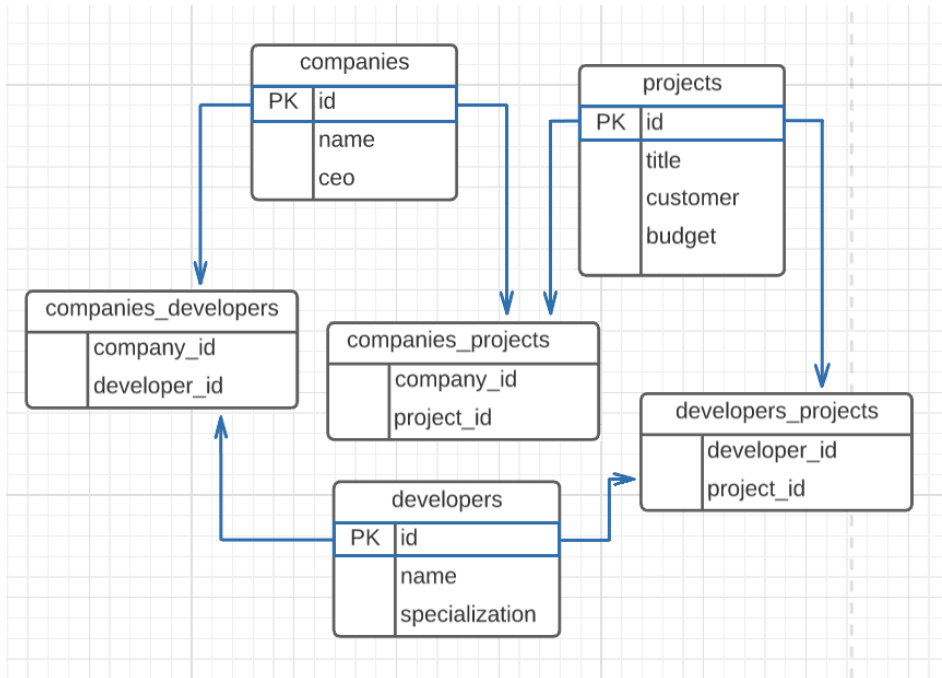 companies
PK id
name
ceo
projects
PK id
title
customer
budget
companies_developers
company_id
developer_id
companies_projects
company_id
project_id
developers_projects
developer_id
project_id
developers
PK id
name
specialization